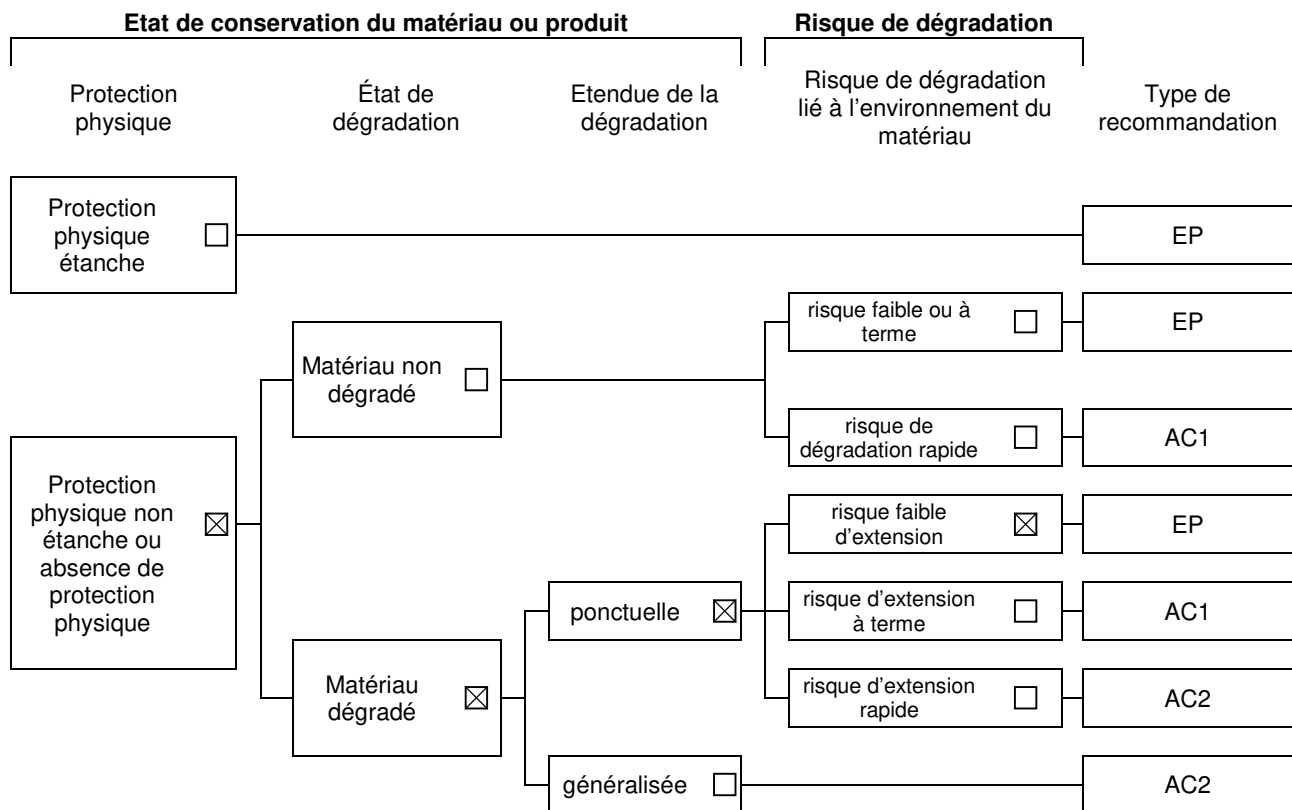 Etat de conservation du matériau ou produit
Risque de dégradation
Protection
physique
État de
dégradation
Etendue de la
dégradation
Risque de dégradation
lié à l'environnement du
matériau
Type de
recommandation
Protection
physique
étanche
EP
risque faible ou à
terme
EP
Matériau non
dégradé
risque de
dégradation rapide
AC1
Protection
physique non
étanche ou
absence de
protection
physique
risque faible
d'extension
EP
ponctuelle
risque d'extension
à terme
AC1
Matériau
dégradé
risque d'extension
rapide
AC2
généralisée
AC2